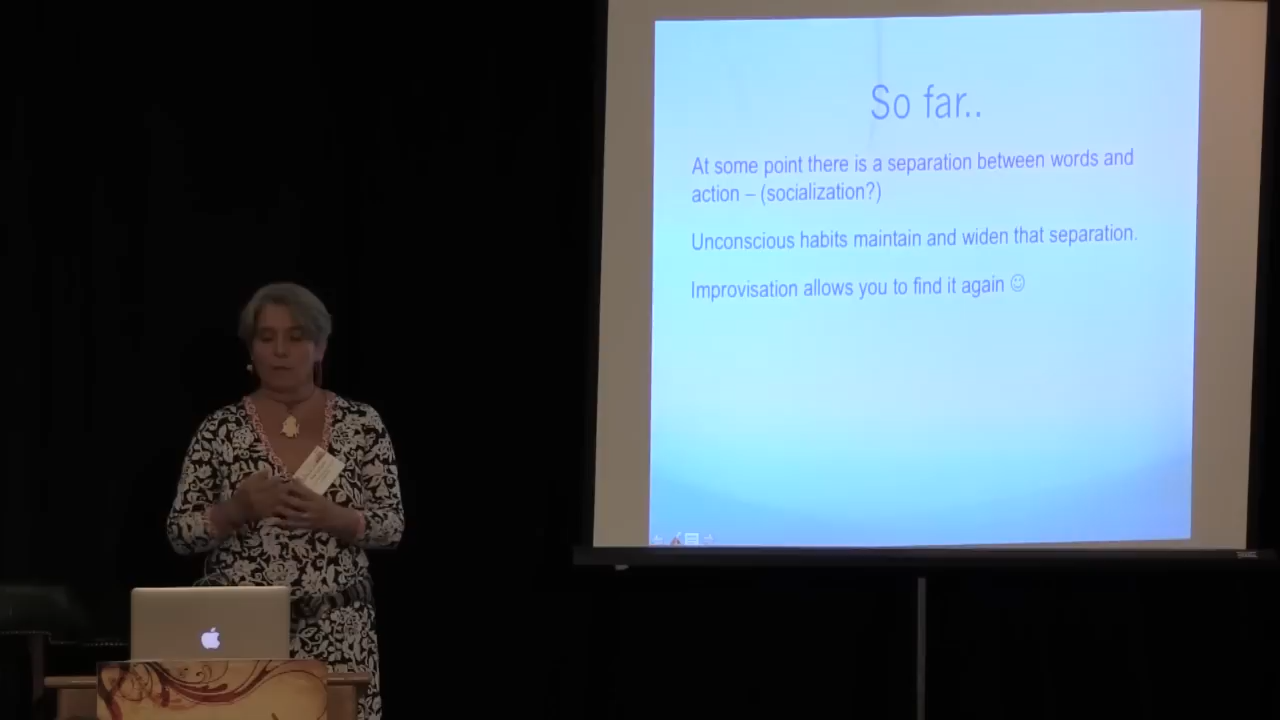 So far..
At some point there is a separation between words and
action – (socialization?)
Unconscious habits maintain and widen that separation.
Improvisation allows you to find it again ☺